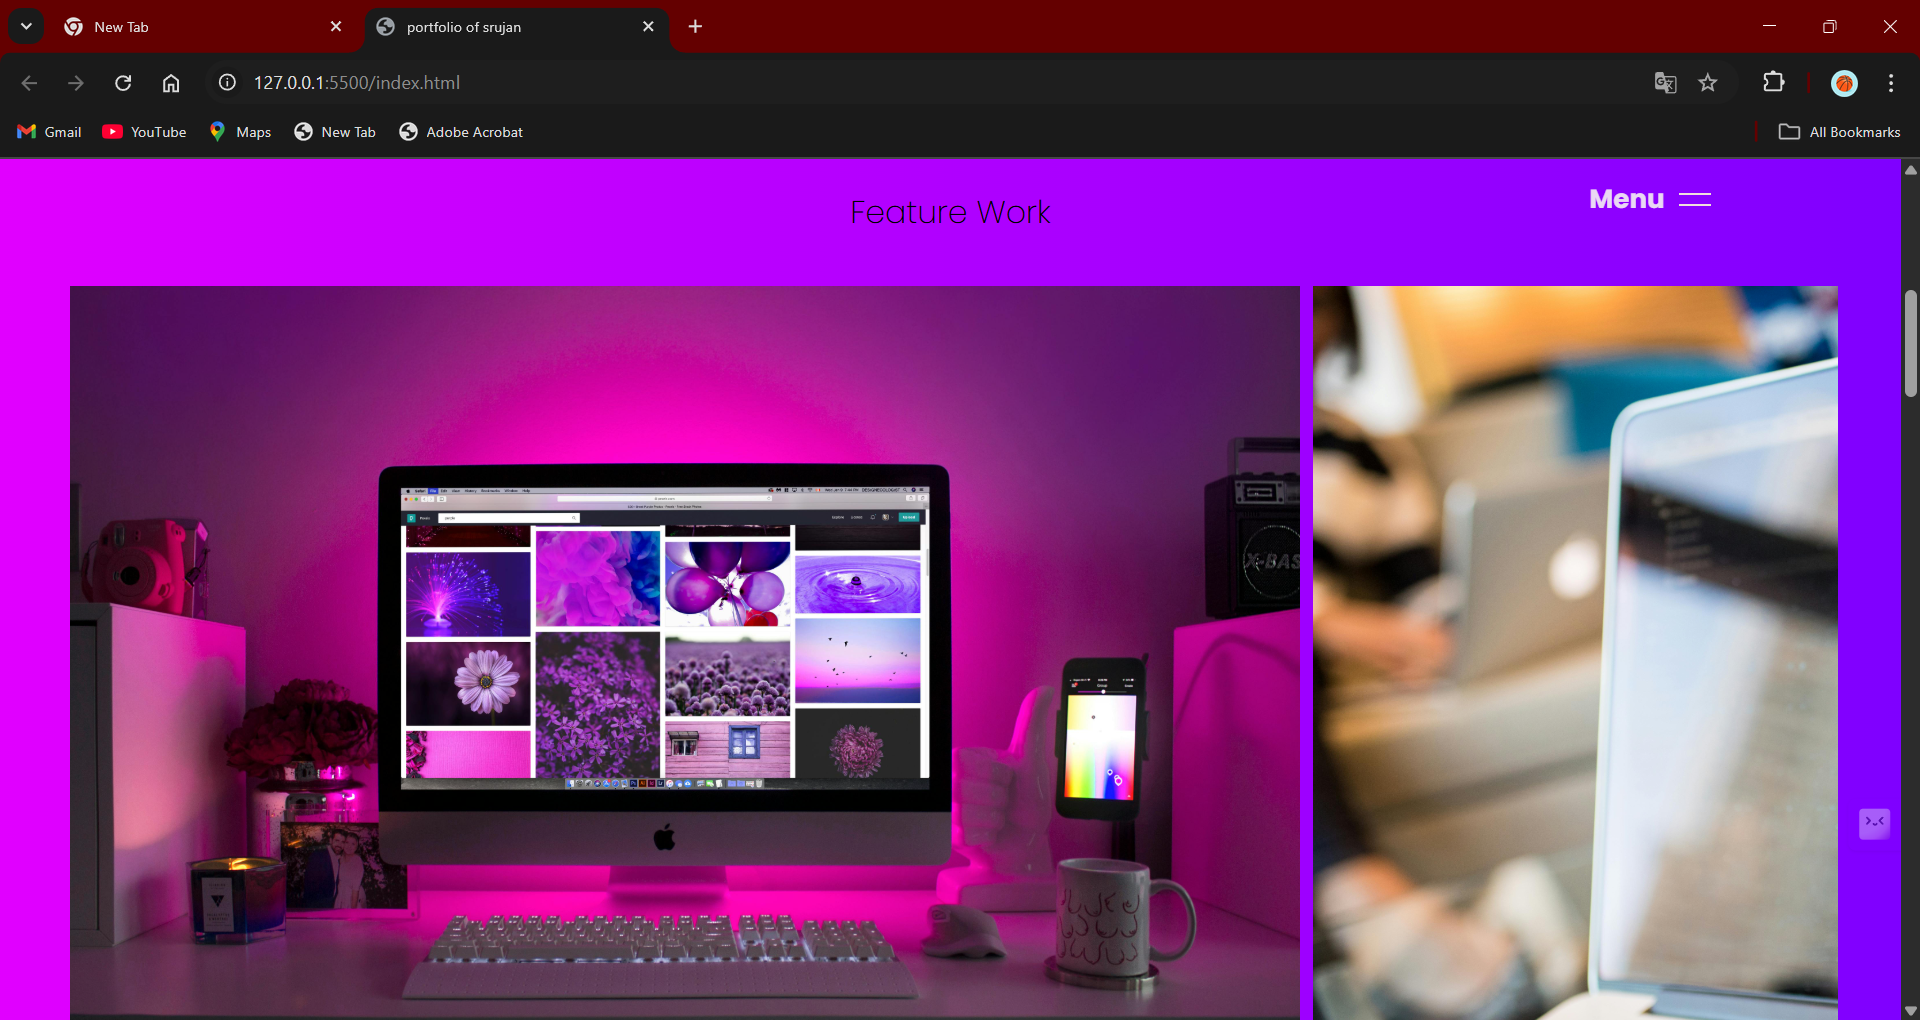 New Tab
portfolio of srujan
127.0.0.1:5500/index.html
Gmail
YouTube
Maps
New Tab
Adobe Acrobat
All Bookmarks
Feature Work
Menu
X-BAS